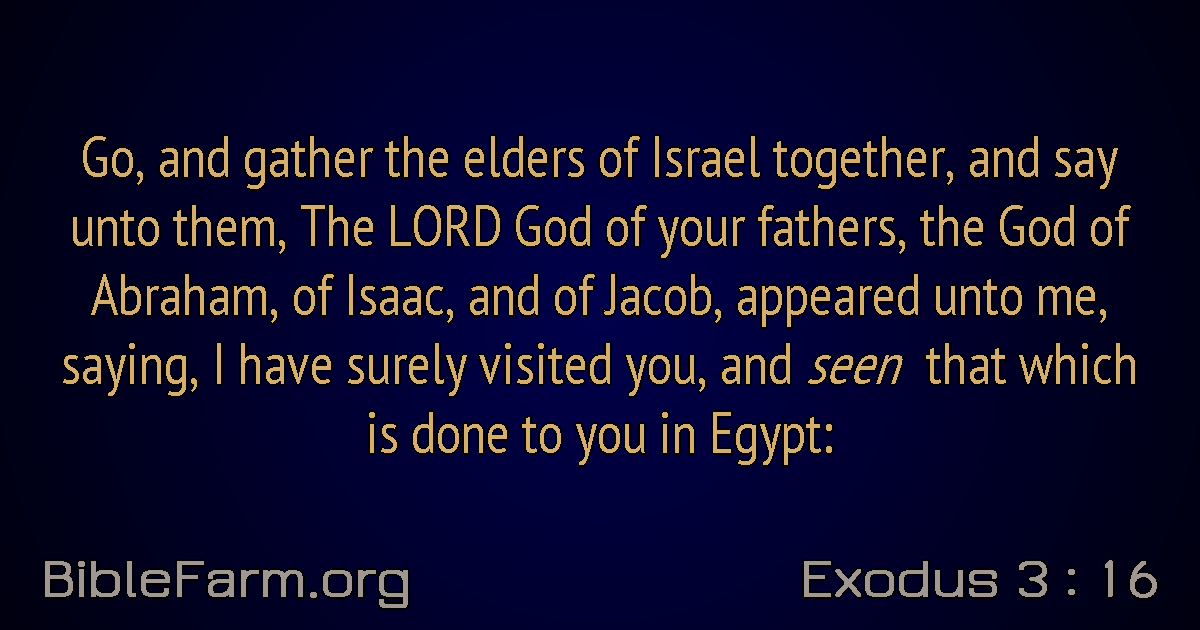 Go, and gather the elders of Israel together, and say
unto them, The LORD God of your fathers, the God of
Abraham, of Isaac, and of Jacob, appeared unto me,
saying, I have surely visited you, and seen that which
is done to you in Egypt:
BibleFarm.org
Exodus 3 : 16